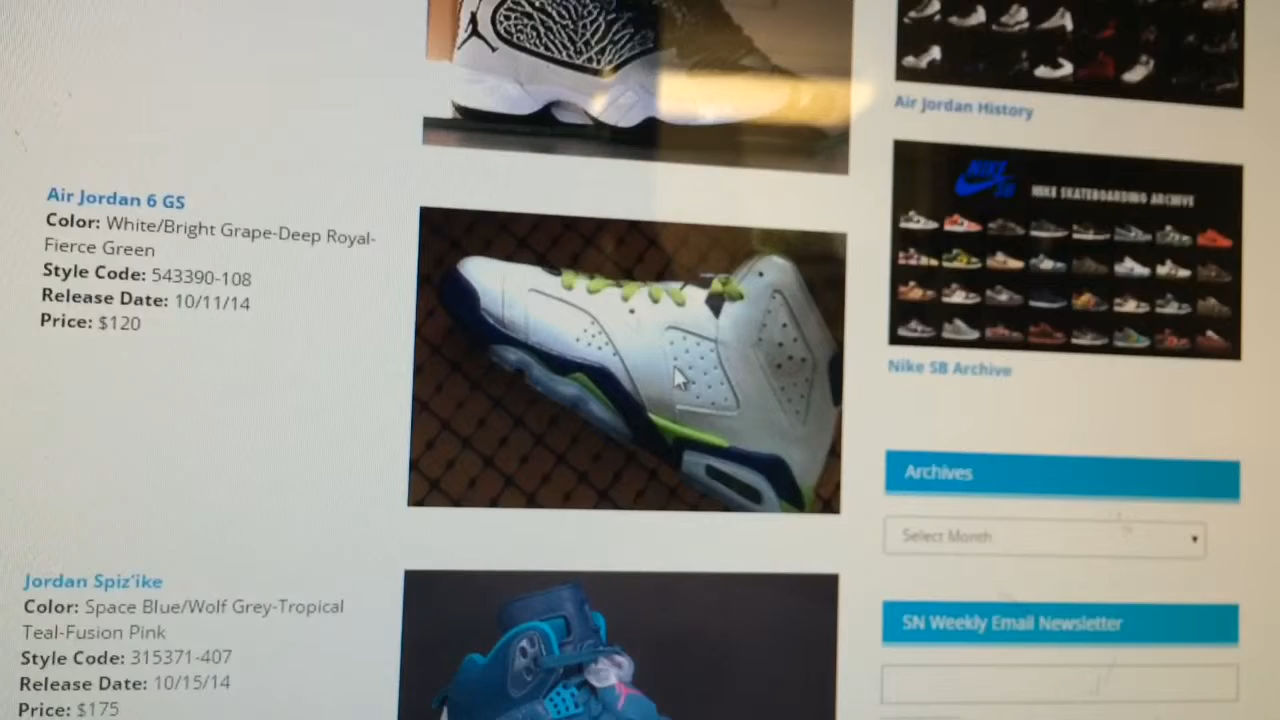 Air Jordan History
Air Jordan 6 GS
Color: White/Bright Grape-Deep Royal-
Fierce Green
Style Code: 543390-108
Release Date: 10/11/14
Price: $120
NIKE
SB
NIKE SKATEBOARDING ARCHIVE
Nike SB Archive
Archives
Select Month
Jordan Spiz'ike
Color: Space Blue/Wolf Grey-Tropical
Teal-Fusion Pink
Style Code: 315371-407
Release Date: 10/15/14
Price: $175
SN Weekly Email Newsletter